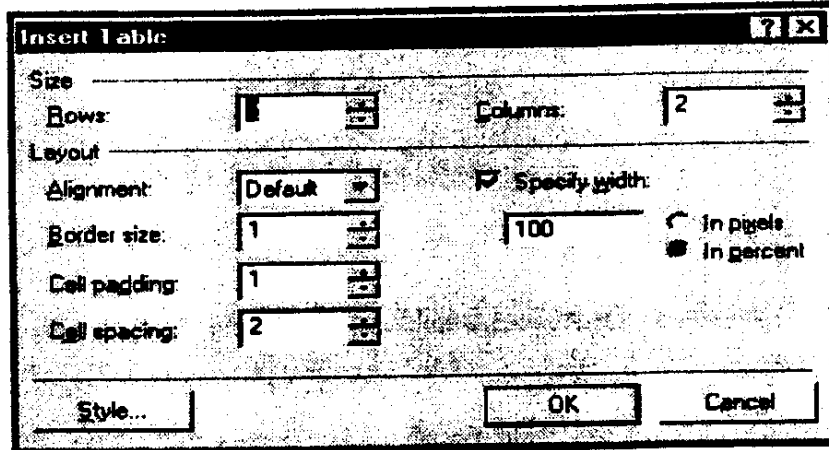 Insert Table
Size
Rows:
Columns: 2
Layout
Alignment: Default
Specify width:
Border size: 1
100
In pixels
In percent
Cell padding: 1
Cell spacing: 2
Style...
OK
Cancel